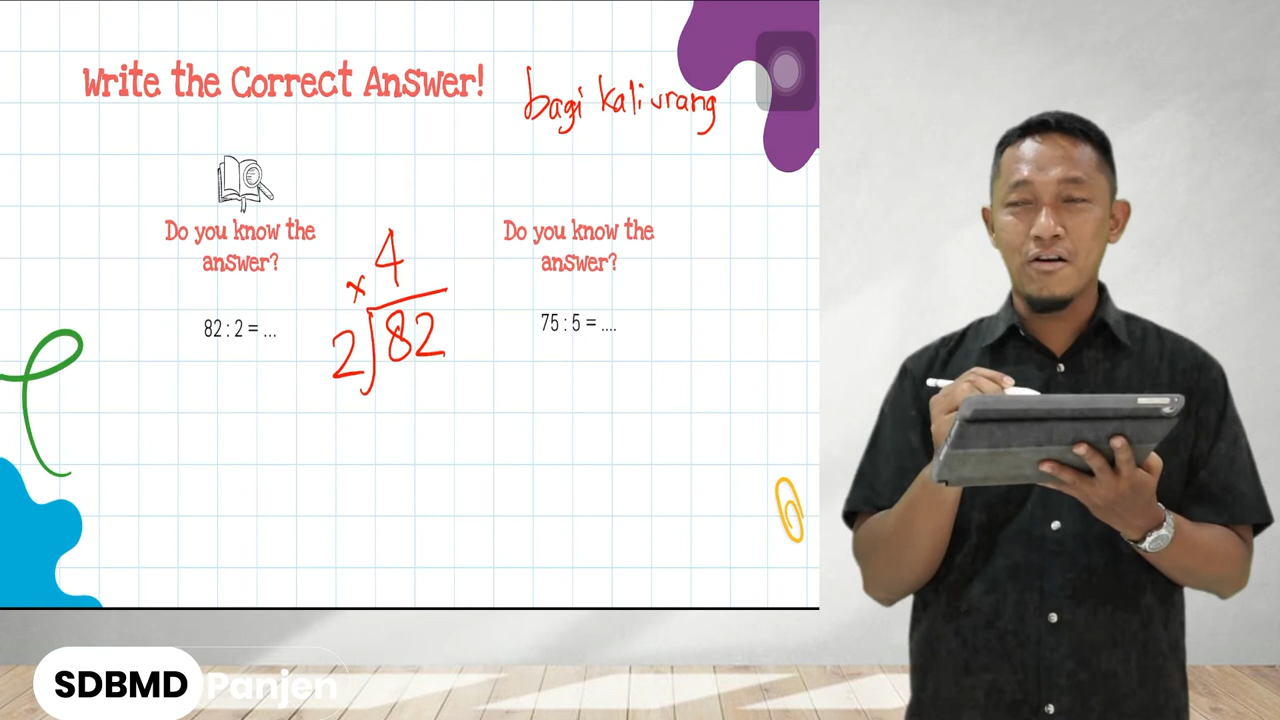 Write the Correct Answer!
bagi kali urang
Do you know the
answer?
82 : 2 = ...
4
x
2 82
Do you know the
answer?
75 : 5 = ....
SDBMD Panjen